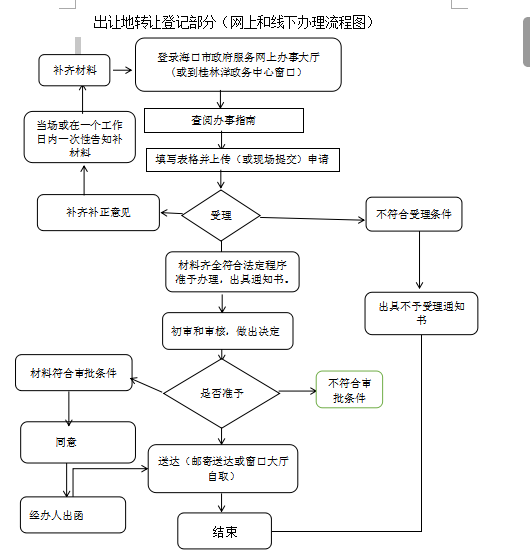 出让地转让登记部分（网上和线下办理流程图）
补齐材料
登录海口市政府服务网上办事大厅
（或到桂林洋政务中心窗口）
当场或在一个工作
日内一次性告知补
材料
查阅办事指南
填写表格并上传（或现场提交）申请
补齐补正意见
受理
不符合受理条件
材料齐全符合法定程序
准予办理，出具通知书。
出具不予受理通知
书
初审和审核，做出决定
材料符合审批条件
是否准予
不符合审
批条件
同意
送达（邮寄送达或窗口大厅
自取）
经办人出函
结束